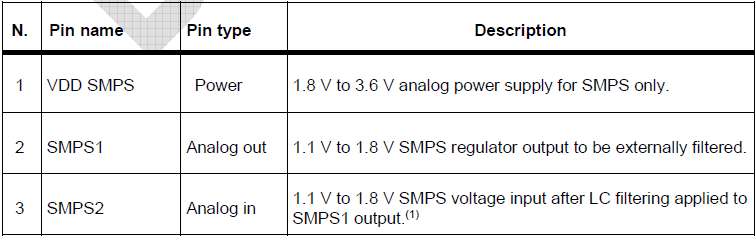 N. Pin name Pin type Description
1 VDD SMPS Power 1.8 V to 3.6 V analog power supply for SMPS only.
2 SMPS1 Analog out 1.1 V to 1.8 V SMPS regulator output to be externally filtered.
3 SMPS2 Analog in 1.1 V to 1.8 V SMPS voltage input after LC filtering applied to
SMPS1 output.(1)